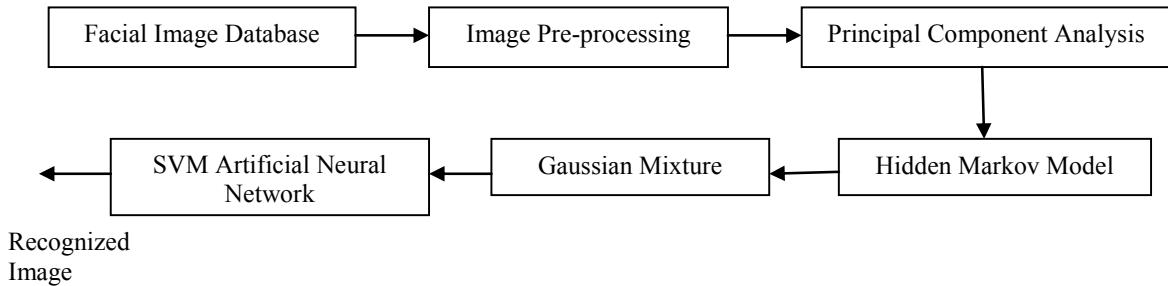 Facial Image Database
Image Pre-processing
Principal Component Analysis
SVM Artificial Neural
Network
Gaussian Mixture
Hidden Markov Model
Recognized
Image